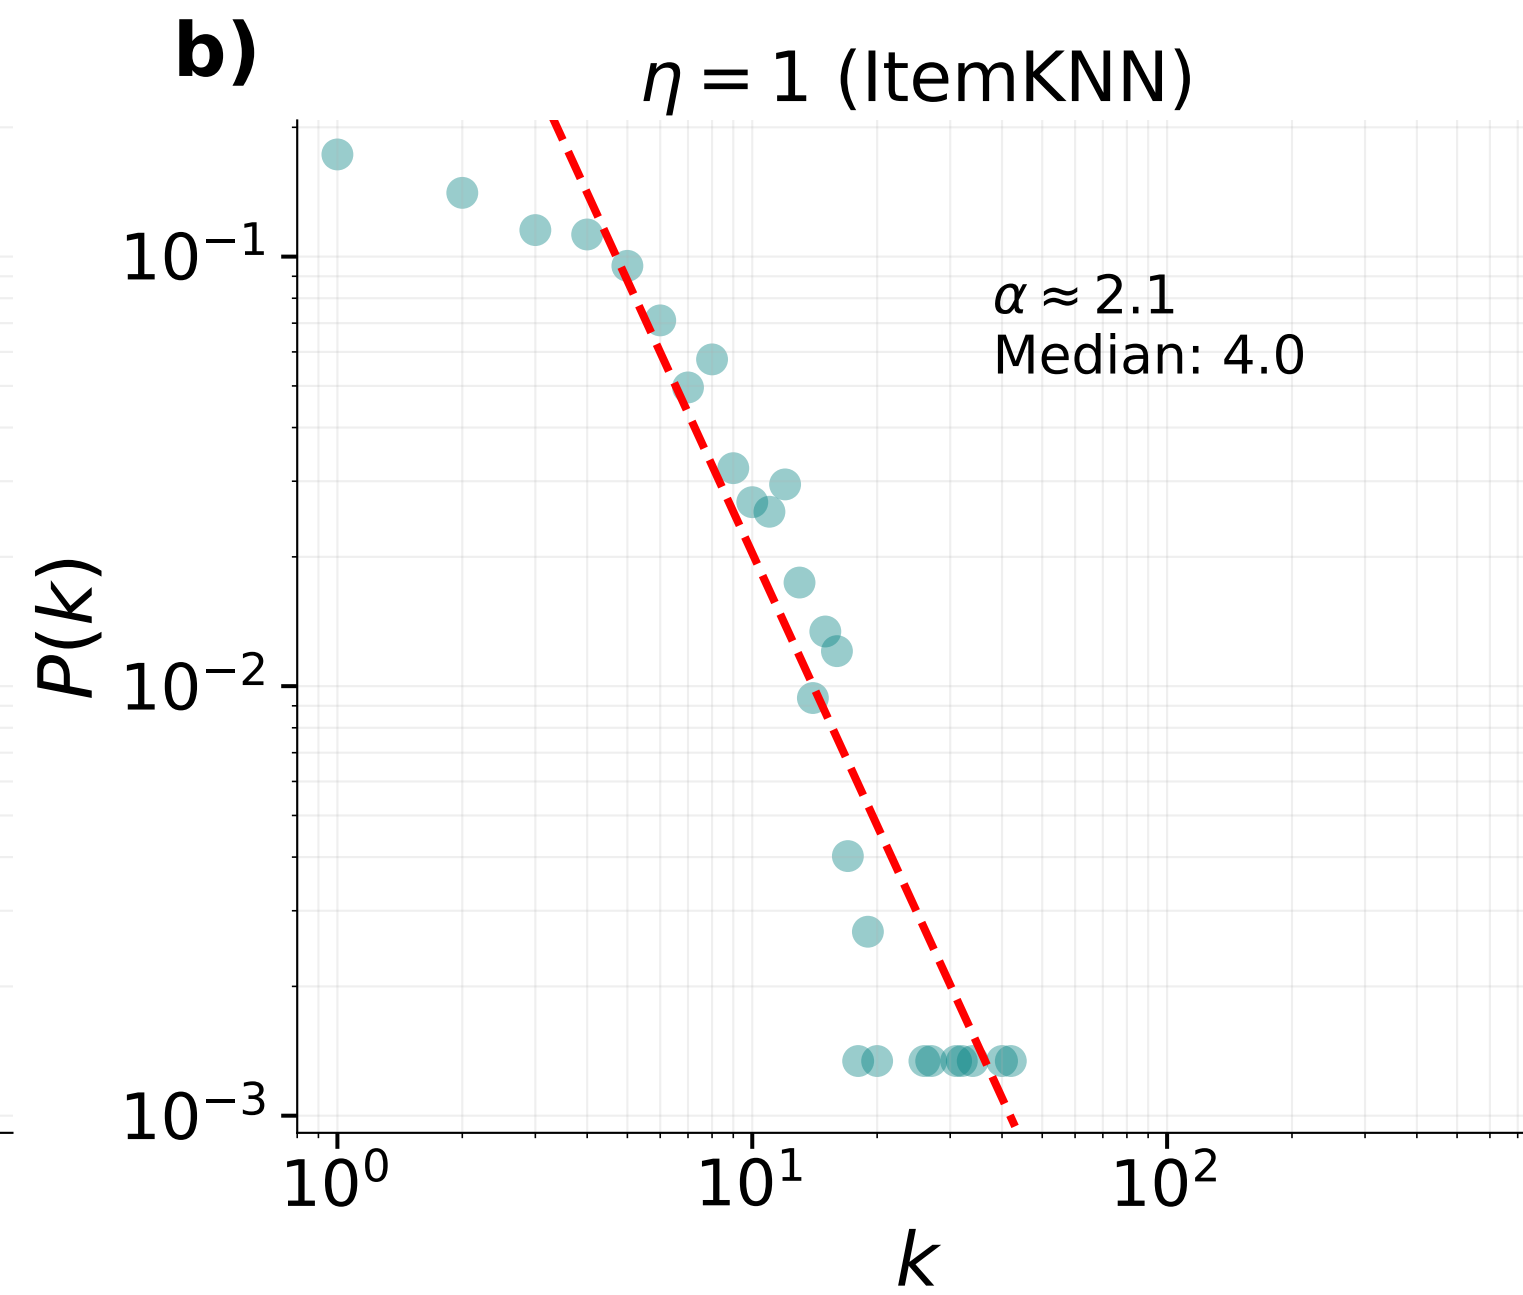 b)
η = 1 (ItemKNN)
10⁻¹
α ≈ 2.1
Median: 4.0
P(k)
10⁻²
10⁻³
10⁰ 10¹ 10²
k